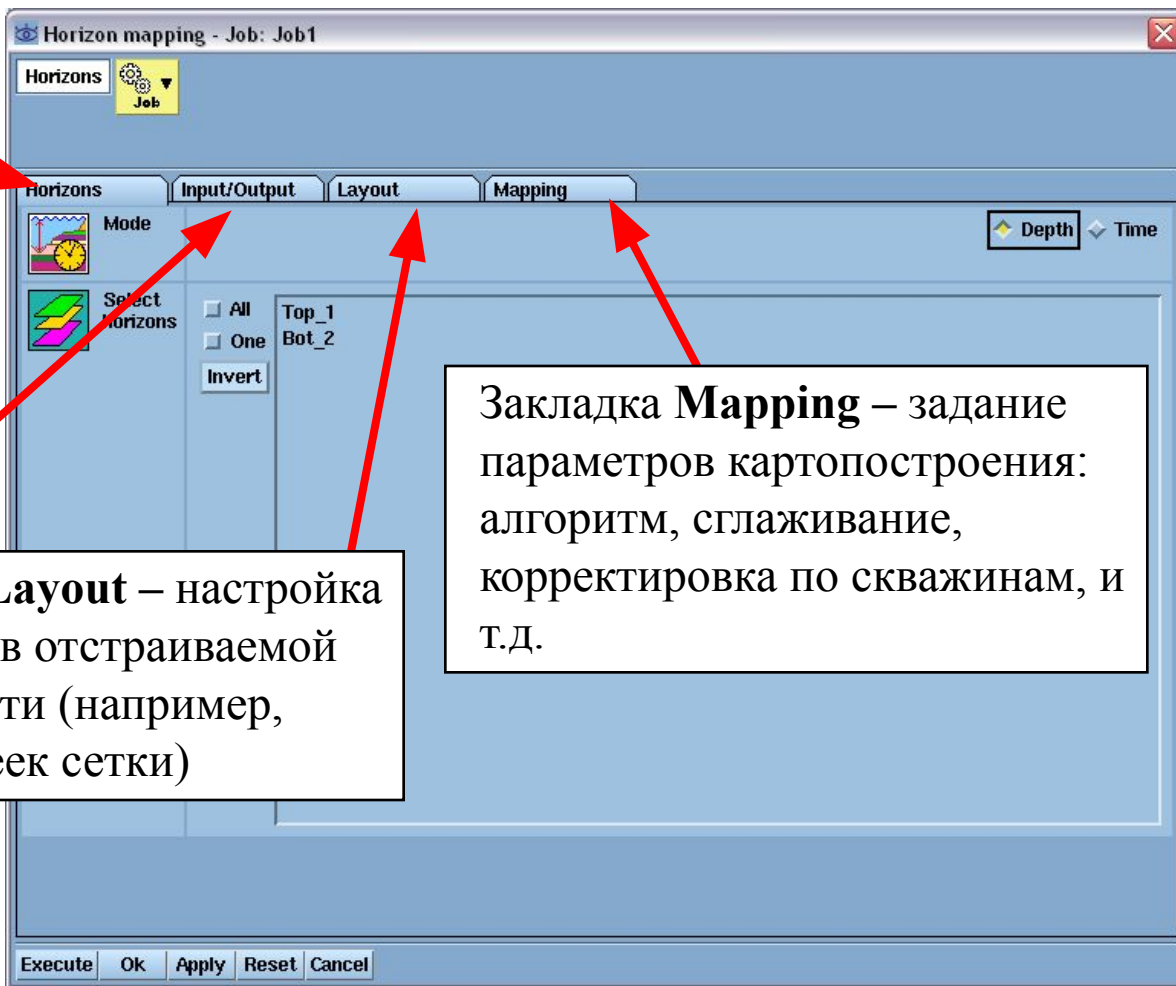 Horizon mapping - Job: Job1
Horizons
Job
Horizons Input/Output Layout Mapping
Mode
Depth Time
Select
Horizons
All
One
Invert
Top_1
Bot_2
Закладка Mapping – задание
параметров картопостроения:
алгоритм, сглаживание,
корректировка по скважинам, и
т.д.
Layout – настройка
в отстраиваемой
ти (например,
еек сетки)
Execute Ok Apply Reset Cancel